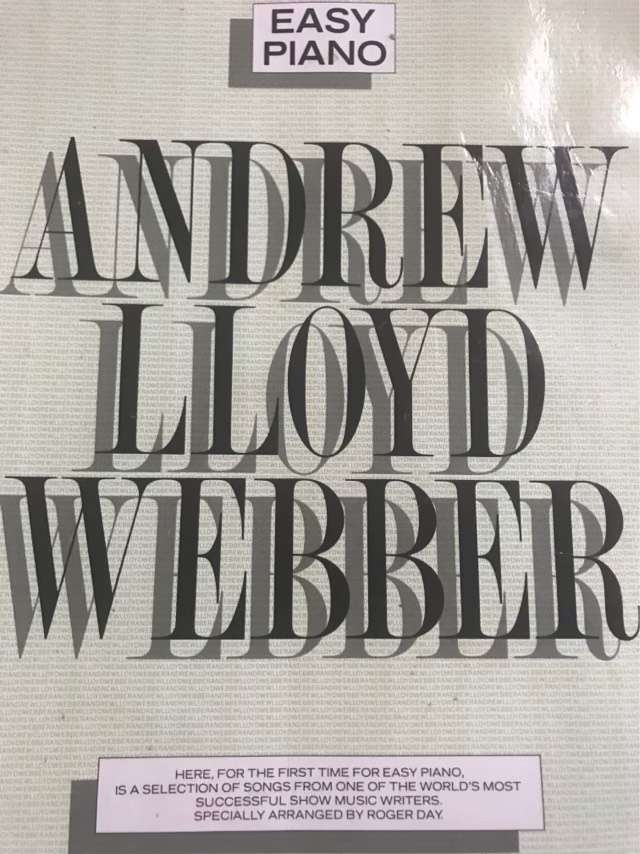 EASY
PIANO
ANDREW
LLOYD
WEBBER
HERE, FOR THE FIRST TIME FOR EASY PIANO,
IS A SELECTION OF SONGS FROM ONE OF THE WORLD'S MOST
SUCCESSFUL SHOW MUSIC WRITERS.
SPECIALLY ARRANGED BY ROGER DAY.